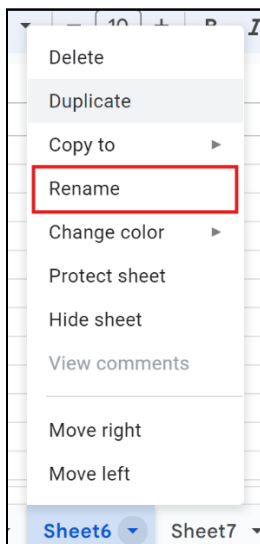 10 + B I
Delete
Duplicate
Copy to
Rename
Change color
Protect sheet
Hide sheet
View comments
Move right
Move left
Sheet6 Sheet7